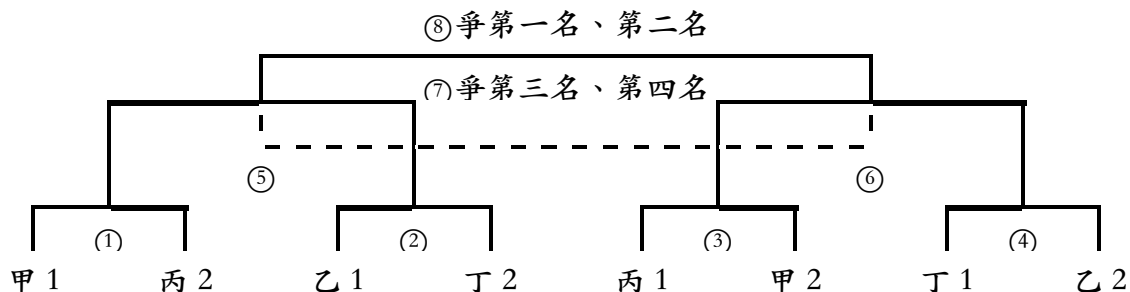 ⑧爭第一名、第二名
⑦爭第三名、第四名
⑤ ⑥
① ② ③ ④
甲1 丙2 乙1 丁2 丙1 甲2 丁1 乙2